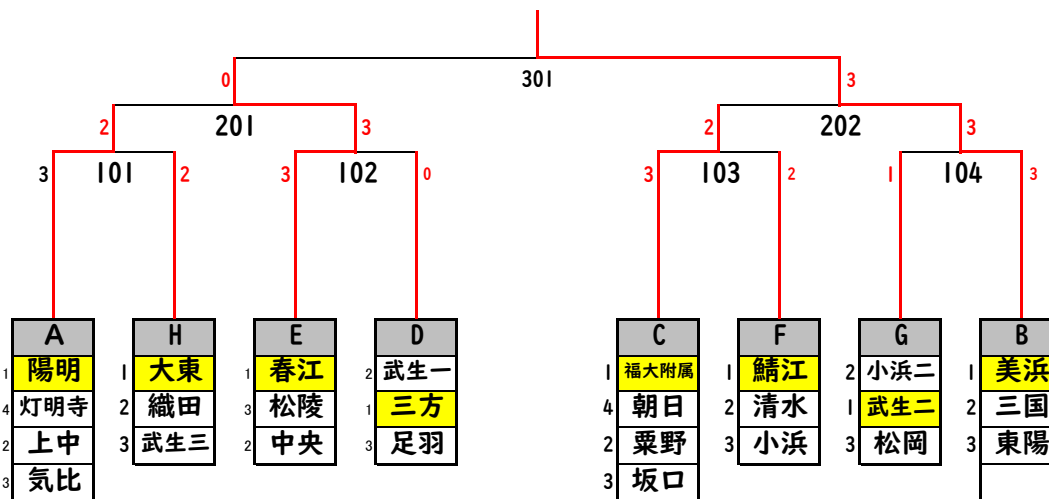 301
0 3
201 202
2 3 2 3
3 101 2 3 102 0 3 103 2 1 104 3
A H E D C F G B
1 陽明 1 大東 1 春江 2 武生一 1 福大附属 1 鯖江 2 小浜二 1 美浜
4 灯明寺 2 織田 3 松陵 1 三方 4 朝日 2 清水 1 武生二 2 三国
2 上中 3 武生三 2 中央 3 足羽 2 粟野 3 小浜 3 松岡 3 東陽
3 気比 3 坂口